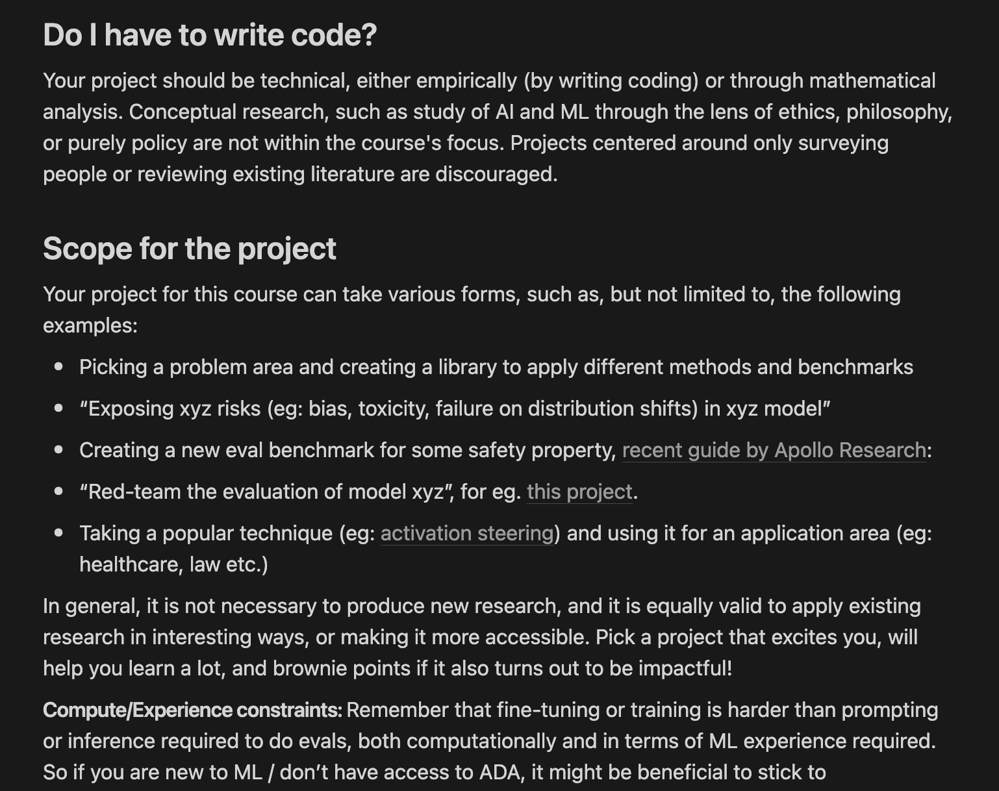 Do I have to write code?
Your project should be technical, either empirically (by writing coding) or through mathematical
analysis. Conceptual research, such as study of AI and ML through the lens of ethics, philosophy,
or purely policy are not within the course's focus. Projects centered around only surveying
people or reviewing existing literature are discouraged.
Scope for the project
Your project for this course can take various forms, such as, but not limited to, the following
examples:
• Picking a problem area and creating a library to apply different methods and benchmarks
• “Exposing xyz risks (eg: bias, toxicity, failure on distribution shifts) in xyz model”
• Creating a new eval benchmark for some safety property, recent guide by Apollo Research:
• “Red-team the evaluation of model xyz”, for eg. this project.
• Taking a popular technique (eg: activation steering) and using it for an application area (eg:
healthcare, law etc.)
In general, it is not necessary to produce new research, and it is equally valid to apply existing
research in interesting ways, or making it more accessible. Pick a project that excites you, will
help you learn a lot, and brownie points if it also turns out to be impactful!
Compute/Experience constraints: Remember that fine-tuning or training is harder than prompting
or inference required to do evals, both computationally and in terms of ML experience required.
So if you are new to ML / don’t have access to ADA, it might be beneficial to stick to